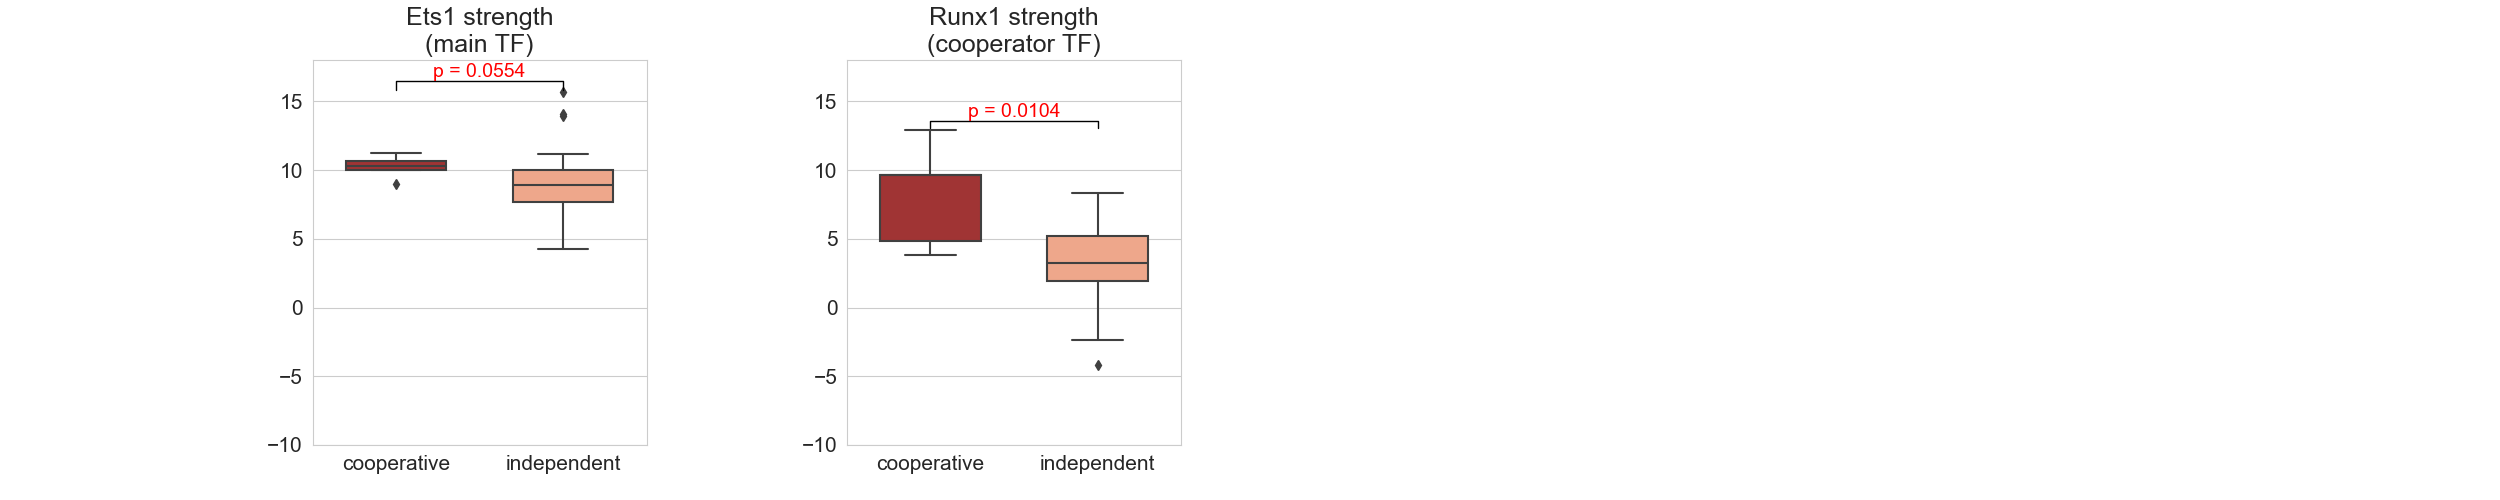 Ets1 strength
(main TF)
p = 0.0554
15
10
5
0
−5
−10
cooperative
independent
Runx1 strength
(cooperator TF)
p = 0.0104
15
10
5
0
−5
−10
cooperative
independent